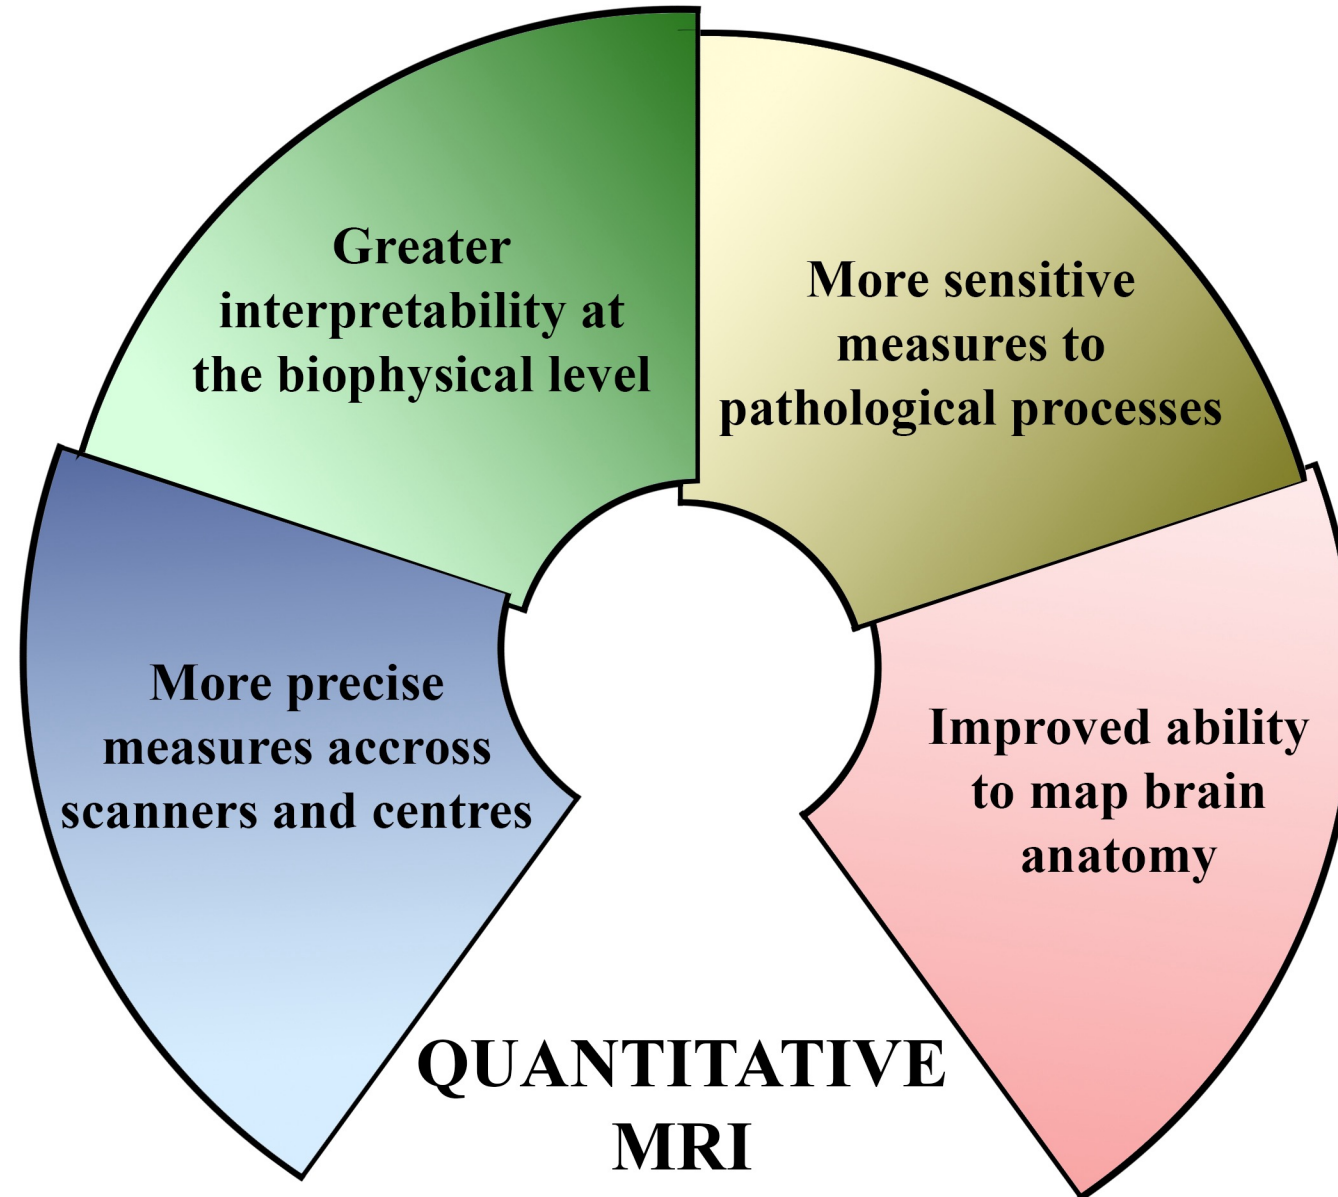 Greater
interpretability at
the biophysical level
More sensitive
measures to
pathological processes
More precise
measures accross
scanners and centres
Improved ability
to map brain
anatomy
QUANTITATIVE
MRI